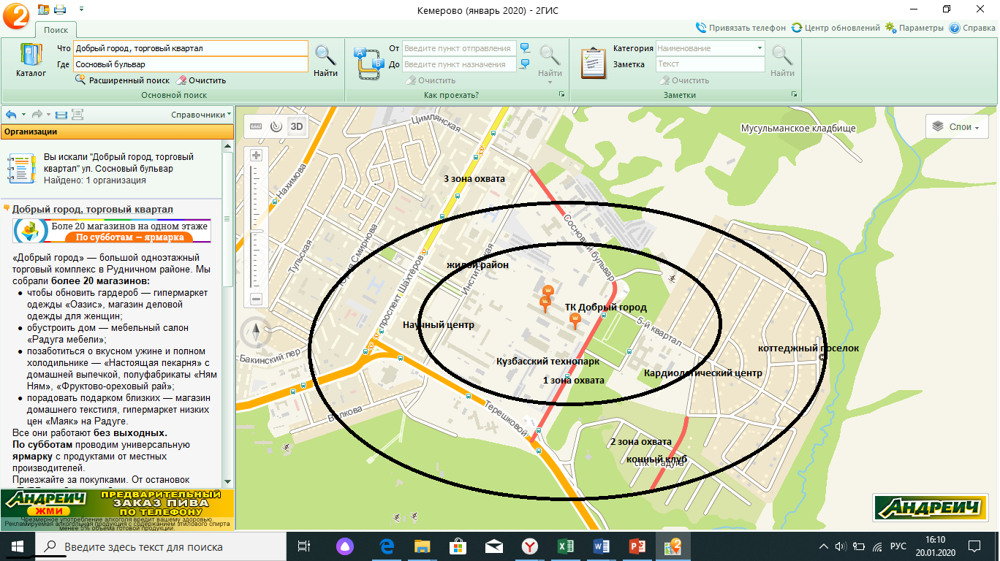 Кемерово (январь 2020) - 2ГИС
Поиск
Привязать телефон
Центр обновлений
Параметры
Справка
Каталог
Что
Добрый город, торговый квартал
Где
Сосновый бульвар
Расширенный поиск
Очистить
Найти
Основной поиск
От
Введите пункт отправления
До
Введите пункт назначения
Очистить
Найти
Как проехать?
Категория
Наименование
Заметка
Текст
Очистить
Найти
Заметки
Справочники
Организации
Вы искали "Добрый город, торговый
квартал" ул. Сосновый бульвар
Найдено: 1 организация
Добрый город, торговый квартал
Боле 20 магазинов на одном этаже
По субботам — ярмарка
«Добрый город» — большой одноэтажный
торговый комплекс в Рудничном районе. Мы
собрали более 20 магазинов:
чтобы обновить гардероб — гипермаркет
одежды «Оазис», магазин деловой
одежды для женщин;
обустроить дом — мебельный салон
«Радуга мебели»;
позаботиться о вкусном ужине и полном
холодильнике — «Настоящая пекарня» с
домашней выпечкой, полуфабрикаты «Ням
Ням», «Фруктово-ореховый рай»;
порадовать подарком близких — магазин
домашнего текстиля, гипермаркет низких
цен «Маяк» на Радуге.
Все они работают без выходных.
По субботам проводим универсальную
ярмарку с продуктами от местных
производителей.
Приезжайте за покупками. От остановок
АНДРЕИЧ
ЖМИ
ПРЕДВАРИТЕЛЬНЫЙ
ЗАКАЗ ПИВА
ПО ТЕЛЕФОНУ
Чрезмерное употребление алкоголя вредит вашему здоровью.
Рекламируемая алкогольная продукция с содержанием этилового спирта
менее 5% объема готовой продукции.
3D
Слои
Цимлянская
Мусульманское кладбище
Нахимова
3 зона охвата
Сосновый бульвар
Тульская
Юрия Смирнова
проспект Шахтёров
Институтская
жилой район
ТК Добрый город
Научный центр
5-й квартал
коттеджный поселок
Бакинский пер
Кузбасский технопарк
Кардиологический центр
1 зона охвата
Волкова
Терешковой
2 зона охвата
конный клуб
спк "Радуга"
АНДРЕИЧ
Введите здесь текст для поиска
РУС
16:10
20.01.2020